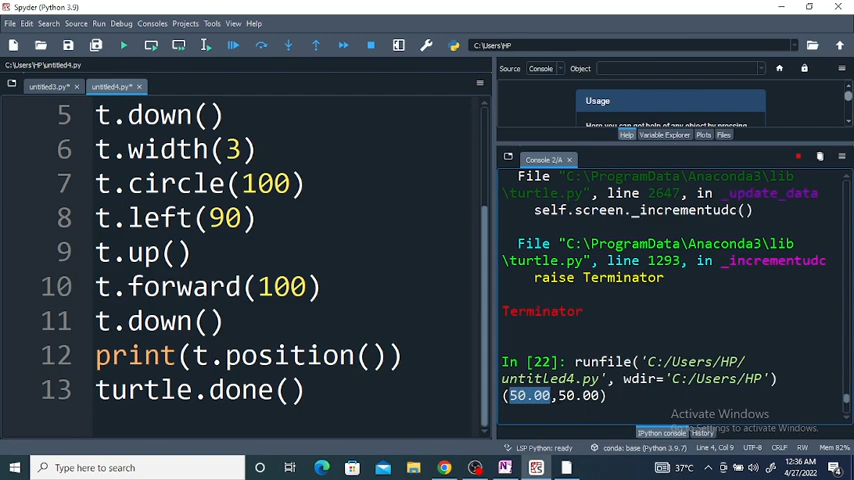 Spyder (Python 3.9)
File Edit Search Source Run Debug Consoles Projects Tools View Help
C:\Users\HP
C:\Users\HP\untitled4.py
untitled3.py* untitled4.py*
5 t.down()
6 t.width(3)
7 t.circle(100)
8 t.left(90)
9 t.up()
10 t.forward(100)
11 t.down()
12 print(t.position())
13 turtle.done()
Source Console Object
Usage
Here you can get help of any object by pressing
Help Variable Explorer Plots Files
Console 2/A
File "C:\ProgramData\Anaconda3\lib
\turtle.py", line 2647, in _update_data
self.screen._incrementudc()
File "C:\ProgramData\Anaconda3\lib
\turtle.py", line 1293, in _incrementudc
raise Terminator
Terminator
In [22]: runfile('C:/Users/HP/
untitled4.py', wdir='C:/Users/HP')
(50.00,50.00)
Activate Windows
Go to Settings to activate Windows.
IPython console History
LSP Python: ready conda: base (Python 3.9.7) Line 4, Col 9 UTF-8 CRLF RW Mem 82%
Type here to search
37°C
12:36 AM
4/27/2022
4